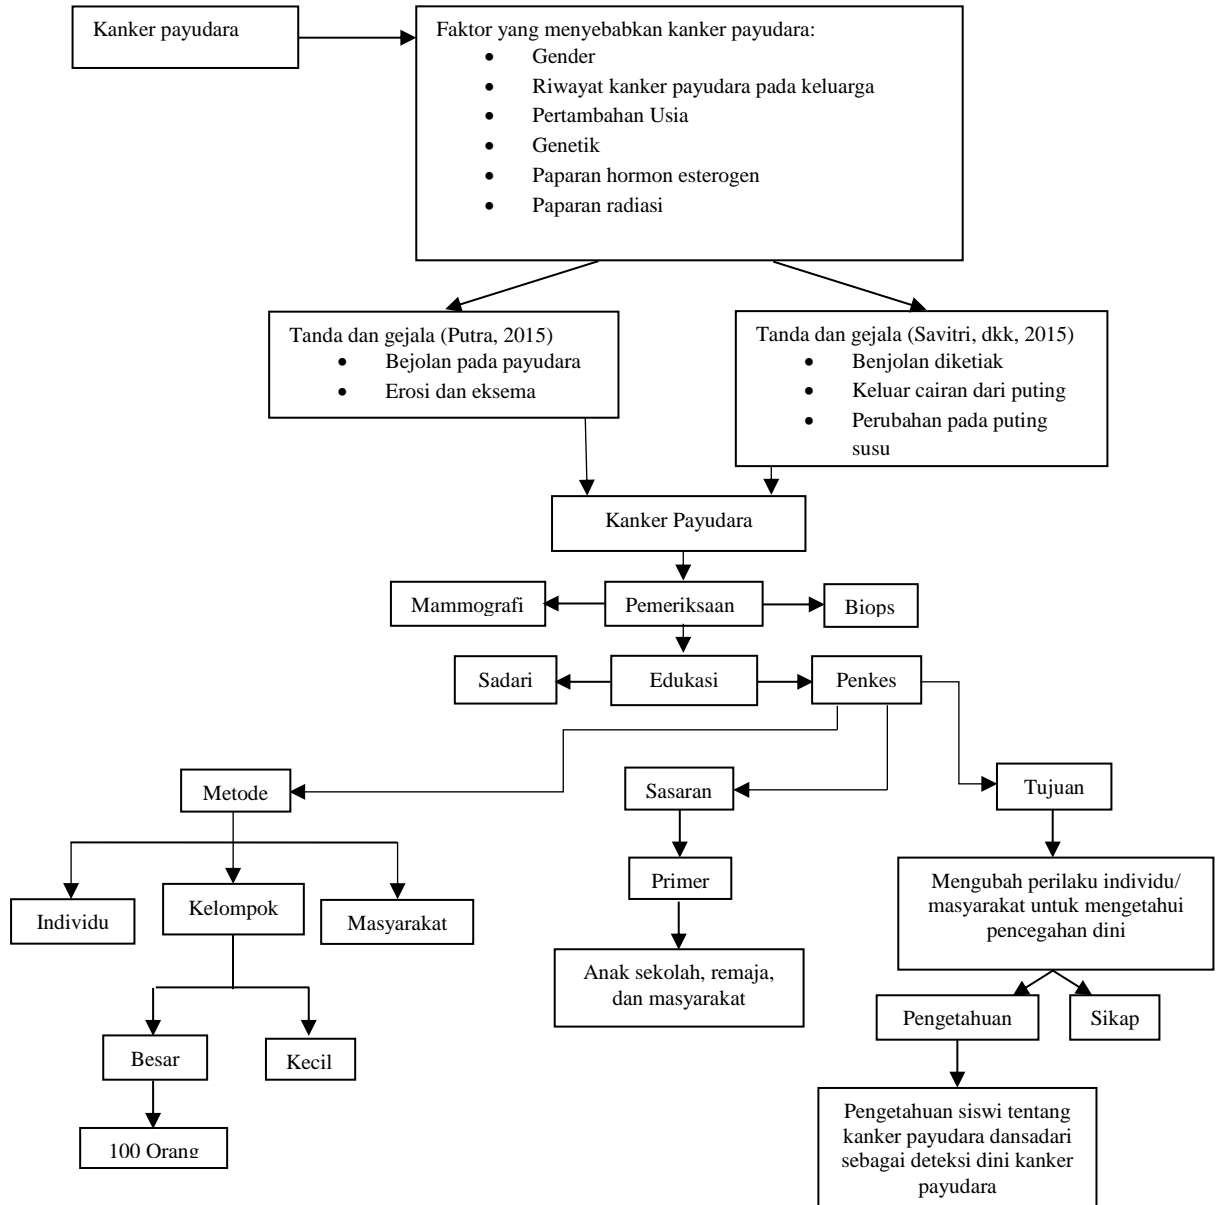 Kanker payudara
Faktor yang menyebabkan kanker payudara:
• Gender
• Riwayat kanker payudara pada keluarga
• Pertambahan Usia
• Genetik
• Paparan hormon esterogen
• Paparan radiasi
Tanda dan gejala (Putra, 2015)
• Bejolan pada payudara
• Erosi dan eksema
Tanda dan gejala (Savitri, dkk, 2015)
• Benjolan diketiak
• Keluar cairan dari puting
• Perubahan pada puting
susu
Kanker Payudara
Mammografi
Pemeriksaan
Biops
Sadari
Edukasi
Penkes
Metode
Sasaran
Tujuan
Individu
Kelompok
Masyarakat
Primer
Mengubah perilaku individu/
masyarakat untuk mengetahui
pencegahan dini
Anak sekolah, remaja,
dan masyarakat
Pengetahuan
Sikap
Besar
Kecil
100 Orang
Pengetahuan siswi tentang
kanker payudara dansadari
sebagai deteksi dini kanker
payudara